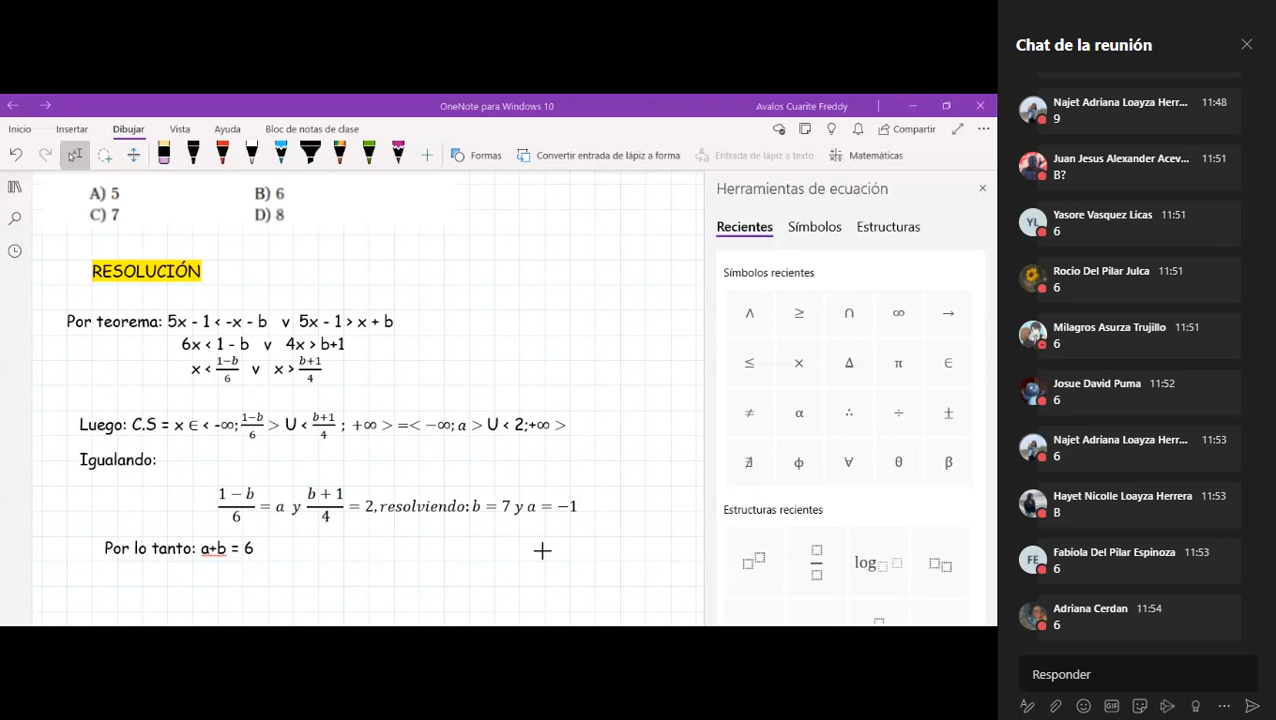 Chat de la reunión
OneNote para Windows 10
Avalos Cuarite Freddy
Inicio Insertar Dibujar Vista Ayuda Bloc de notas de clase
Compartir
Formas Convertir entrada de lápiz a forma Entrada de lápiz a texto Matemáticas
A) 5 B) 6
C) 7 D) 8
RESOLUCIÓN
Por teorema: 5x - 1 < -x - b v 5x - 1 > x + b
6x < 1 - b v 4x > b+1
x < (1−b)/6 v x > (b+1)/4
Luego: C.S = x ∈ < -∞; (1−b)/6 > U < (b+1)/4 ; +∞ > =< −∞; a > U < 2;+∞ >
Igualando:
(1 − b)/6 = a y (b + 1)/4 = 2, resolviendo: b = 7 y a = −1
Por lo tanto: a+b = 6
Herramientas de ecuación
Recientes Símbolos Estructuras
Símbolos recientes
∧ ≥ ∩ ∞ →
≤ × Δ π ∈
≠ α ∴ ÷ ±
∄ ϕ ∀ θ β
Estructuras recientes
log
Najet Adriana Loayza Herr... 11:48
9
Juan Jesus Alexander Acev... 11:51
B?
YL
Yasore Vasquez Licas 11:51
6
Rocio Del Pilar Julca 11:51
6
Milagros Asurza Trujillo 11:51
6
Josue David Puma 11:52
6
Najet Adriana Loayza Herr... 11:53
6
Hayet Nicolle Loayza Herrera 11:53
B
FE
Fabiola Del Pilar Espinoza 11:53
6
Adriana Cerdan 11:54
6
Responder
GIF